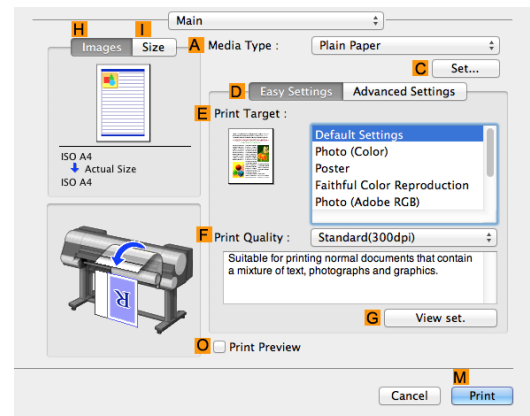 Main
H I
Images Size
A Media Type : Plain Paper
C Set...
D Easy Settings Advanced Settings
E Print Target :
Default Settings
Photo (Color)
Poster
Faithful Color Reproduction
Photo (Adobe RGB)
ISO A4
Actual Size
ISO A4
F Print Quality : Standard(300dpi)
Suitable for printing normal documents that contain
a mixture of text, photographs and graphics.
R
G View set.
O Print Preview
M
Cancel Print